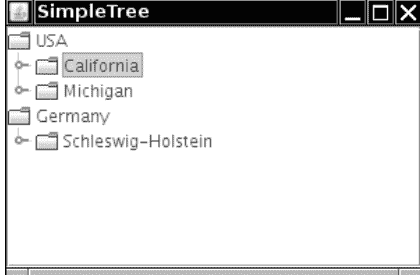 SimpleTree
USA
California
Michigan
Germany
Schleswig-Holstein